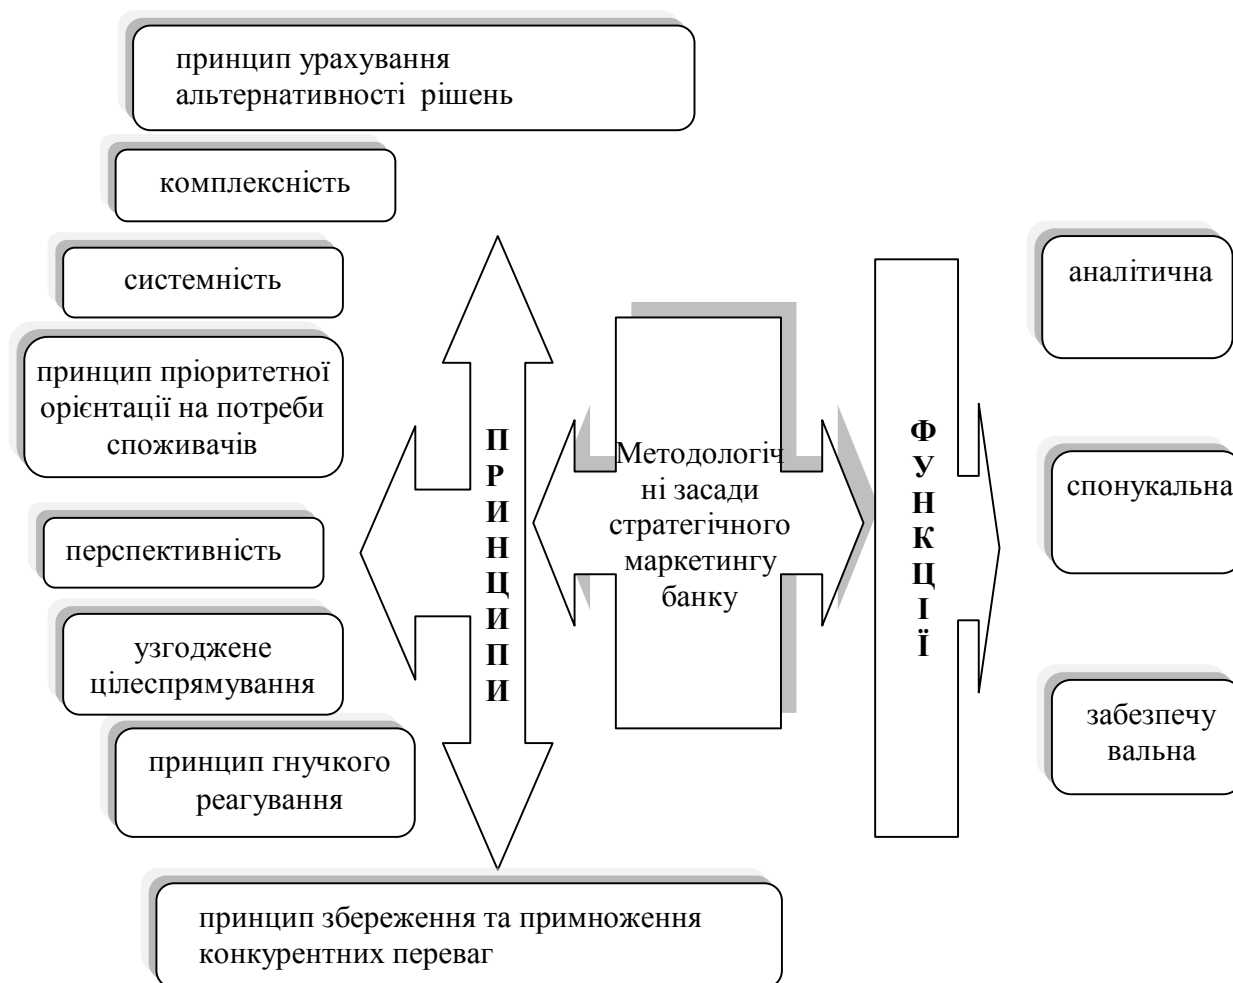 принцип урахування
альтернативності рішень
комплексність
системність
принцип пріоритетної
орієнтації на потреби
споживачів
перспективність
узгоджене
цілеспрямування
принцип гнучкого
реагування
принцип збереження та примноження
конкурентних переваг
П
Р
И
Н
Ц
И
П
И
Методологіч
ні засади
стратегічного
маркетингу
банку
Ф
У
Н
К
Ц
І
Ї
аналітична
спонукальна
забезпечу
вальна